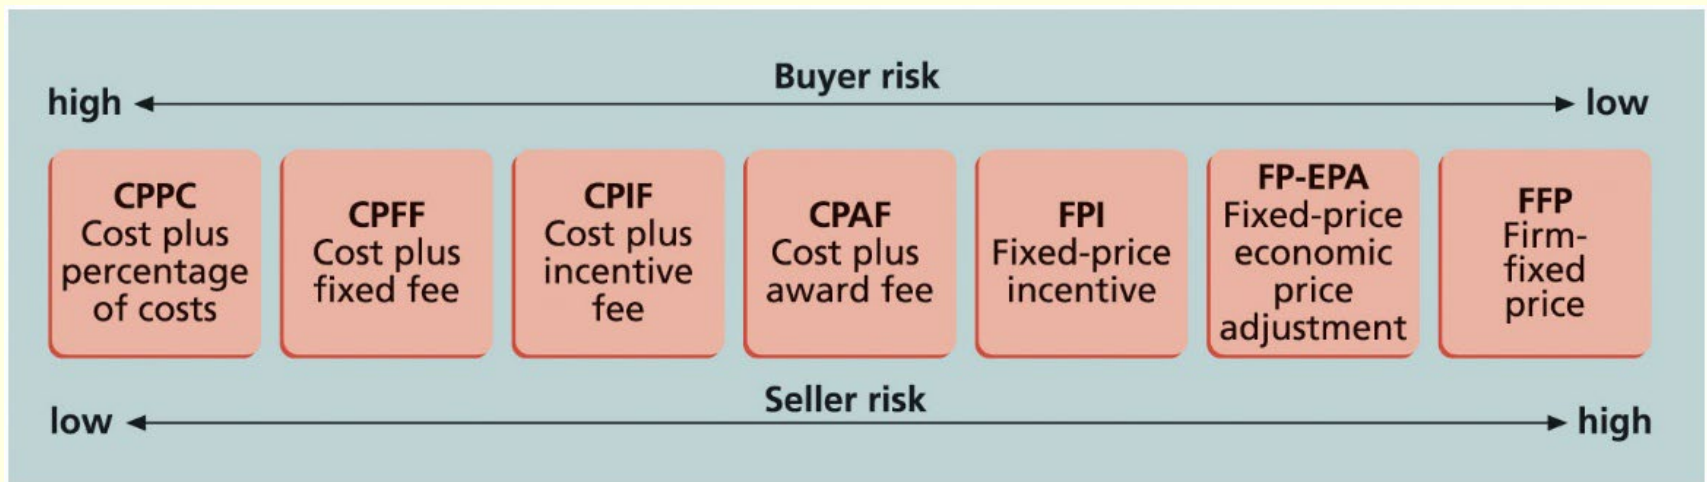 Buyer risk
high
low
CPPC
Cost plus
percentage
of costs
CPFF
Cost plus
fixed fee
CPIF
Cost plus
incentive
fee
CPAF
Cost plus
award fee
FPI
Fixed-price
incentive
FP-EPA
Fixed-price
economic
price
adjustment
FFP
Firm-
fixed
price
Seller risk
low
high